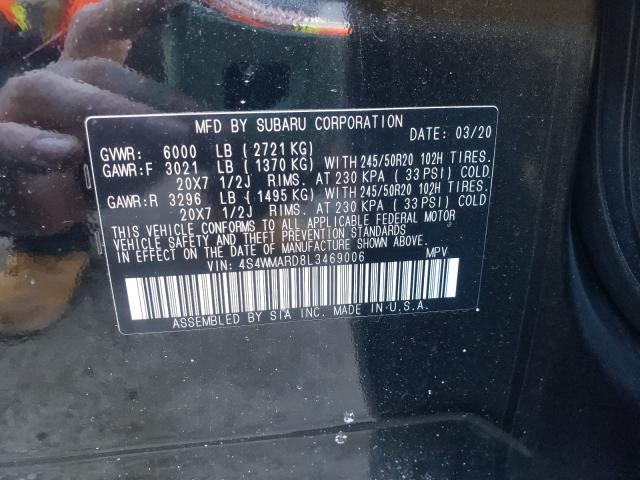 MFD BY SUBARU CORPORATION
DATE: 03/20
GVWR: 6000 LB (2721 KG)
GAWR:F 3021 LB (1370 KG) WITH 245/50R20 102H TIRES.
20X7 1/2J RIMS. AT 230 KPA (33 PSI) COLD
GAWR:R 3296 LB (1495 KG) WITH 245/50R20 102H TIRES.
20X7 1/2J RIMS. AT 230 KPA (33 PSI) COLD
THIS VEHICLE CONFORMS TO ALL APPLICABLE FEDERAL MOTOR
VEHICLE SAFETY AND THEFT PREVENTION STANDARDS IN EFFECT ON THE
DATE OF MANUFACTURE SHOWN ABOVE.
VIN: 4S4WMARD8L3469006 MPV
ASSEMBLED BY SIA INC. MADE IN U.S.A.